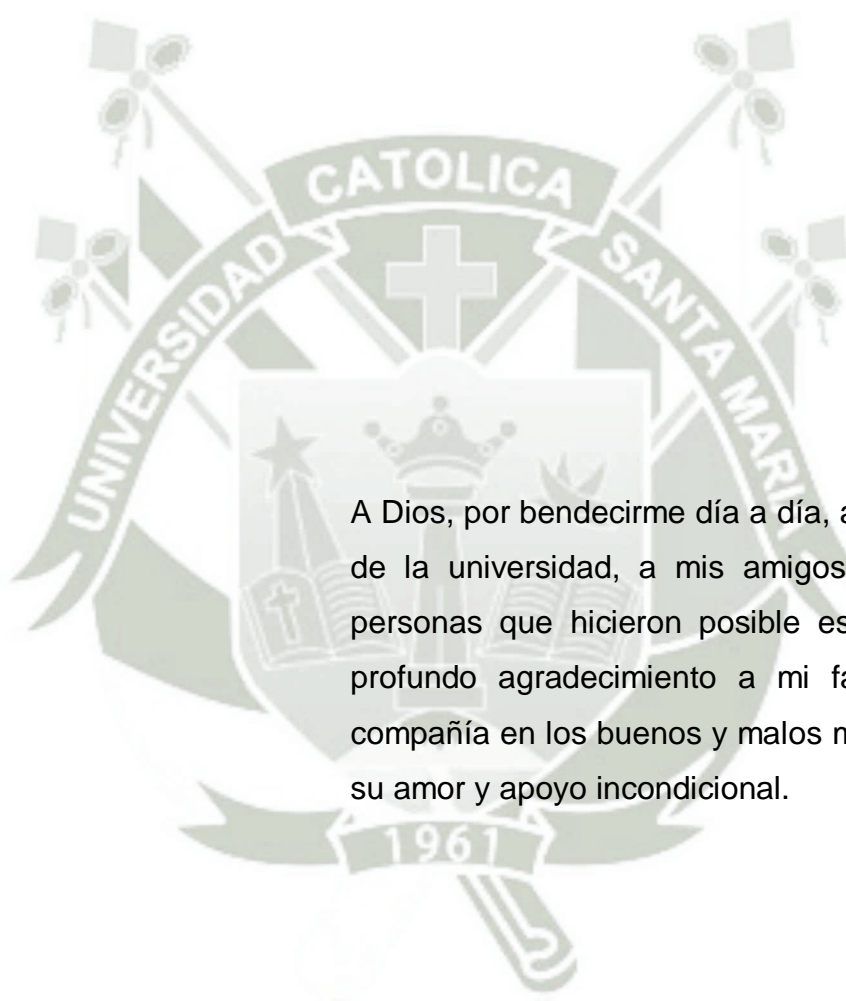 CATOLICA
UNIVERSIDAD
SANTA MARIA
A Dios, por bendecirme día a día, a
de la universidad, a mis amigos
personas que hicieron posible es
profundo agradecimiento a mi fa
compañía en los buenos y malos m
su amor y apoyo incondicional.
1961